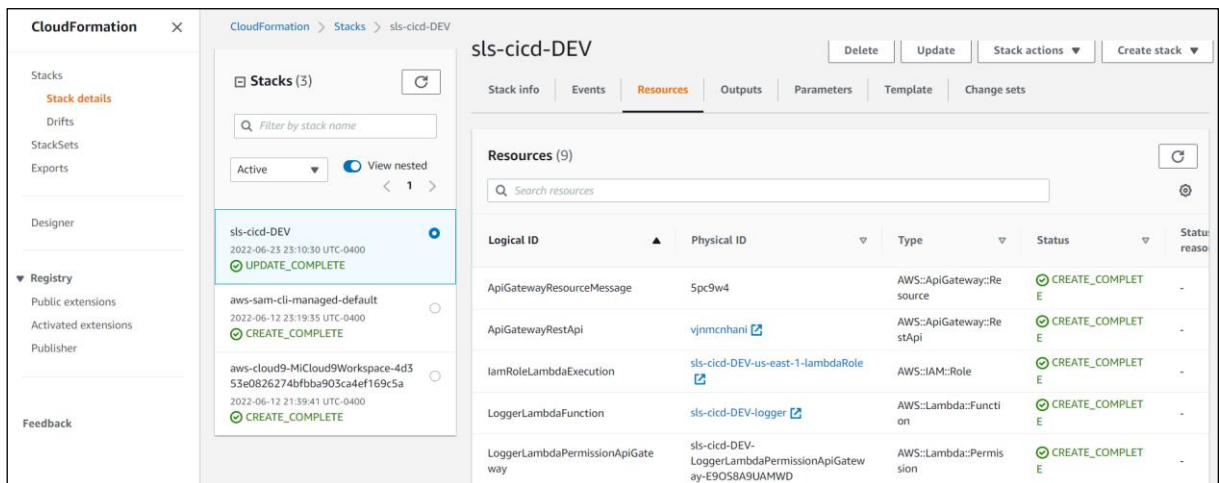 CloudFormation
Stacks
Stack details
Drifts
StackSets
Exports
Designer
Registry
Public extensions
Activated extensions
Publisher
Feedback
CloudFormation > Stacks > sls-cicd-DEV
Stacks (3)
Filter by stack name
Active
View nested
< 1 >
sls-cicd-DEV
2022-06-23 23:10:30 UTC-0400
UPDATE_COMPLETE
aws-sam-cli-managed-default
2022-06-12 23:19:35 UTC-0400
CREATE_COMPLETE
aws-cloud9-MiCloud9Workspace-4d3
53e0826274bfbba903ca4ef169c5a
2022-06-12 21:39:41 UTC-0400
CREATE_COMPLETE
sls-cicd-DEV
Delete Update Stack actions Create stack
Stack info Events Resources Outputs Parameters Template Change sets
Resources (9)
Search resources
Logical ID Physical ID Type Status Status
reaso
ApiGatewayResourceMessage 5pc9w4 AWS::ApiGateway::Re CREATE_COMPLET -
source E
ApiGatewayRestApi vjnmcnhani AWS::ApiGateway::Re CREATE_COMPLET -
stApi E
IamRoleLambdaExecution sls-cicd-DEV-us-east-1-lambdaRole AWS::IAM::Role CREATE_COMPLET -
E
LoggerLambdaFunction sls-cicd-DEV-logger AWS::Lambda::Functi CREATE_COMPLET -
on E
LoggerLambdaPermissionApiGate sls-cicd-DEV- AWS::Lambda::Permis CREATE_COMPLET -
way LoggerLambdaPermissionApiGatew sion E
ay-E9OS8A9UAMWD